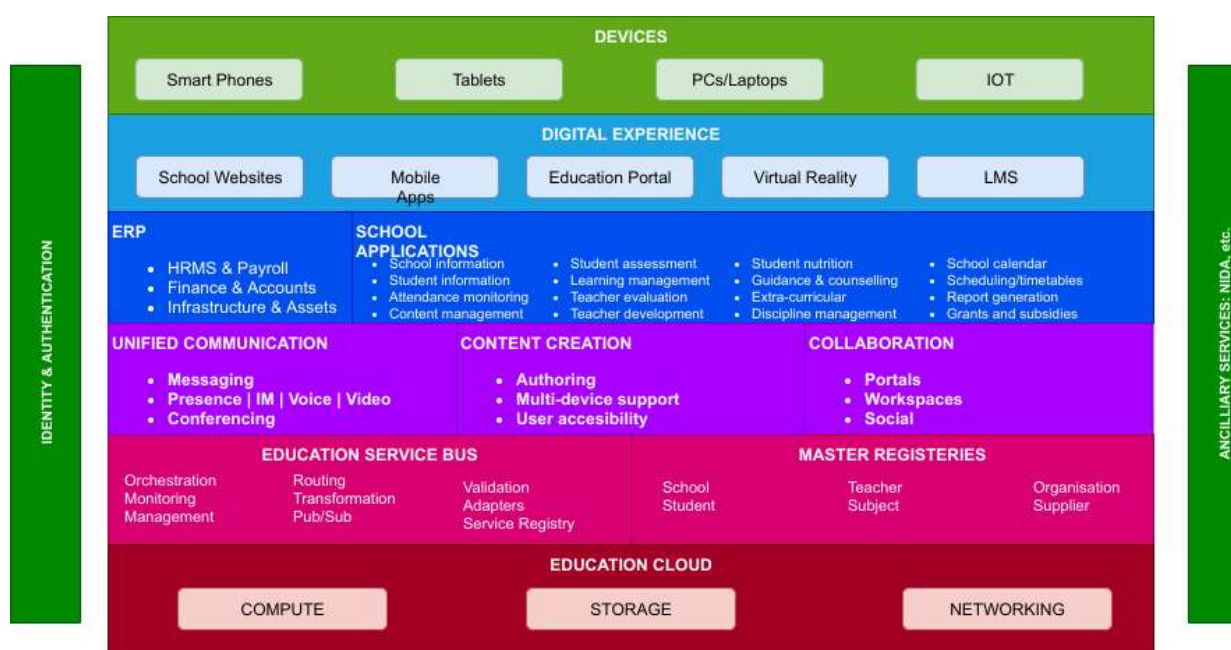 DEVICES
Smart Phones
Tablets
PCs/Laptops
IOT
DIGITAL EXPERIENCE
School Websites
Mobile
Apps
Education Portal
Virtual Reality
LMS
ERP
• HRMS & Payroll
• Finance & Accounts
• Infrastructure & Assets
SCHOOL
APPLICATIONS
• School information
• Student information
• Attendance monitoring
• Content management
• Student assessment
• Learning management
• Teacher evaluation
• Teacher development
• Student nutrition
• Guidance & counselling
• Extra-curricular
• Discipline management
• School calendar
• Scheduling/timetables
• Report generation
• Grants and subsidies
UNIFIED COMMUNICATION
• Messaging
• Presence | IM | Voice | Video
• Conferencing
CONTENT CREATION
• Authoring
• Multi-device support
• User accesibility
COLLABORATION
• Portals
• Workspaces
• Social
EDUCATION SERVICE BUS
Orchestration
Monitoring
Management
Routing
Transformation
Pub/Sub
Validation
Adapters
Service Registry
MASTER REGISTERIES
School
Student
Teacher
Subject
Organisation
Supplier
EDUCATION CLOUD
COMPUTE
STORAGE
NETWORKING
IDENTITY & AUTHENTICATION
ANCILLIARY SERVICES: NIDA, etc.